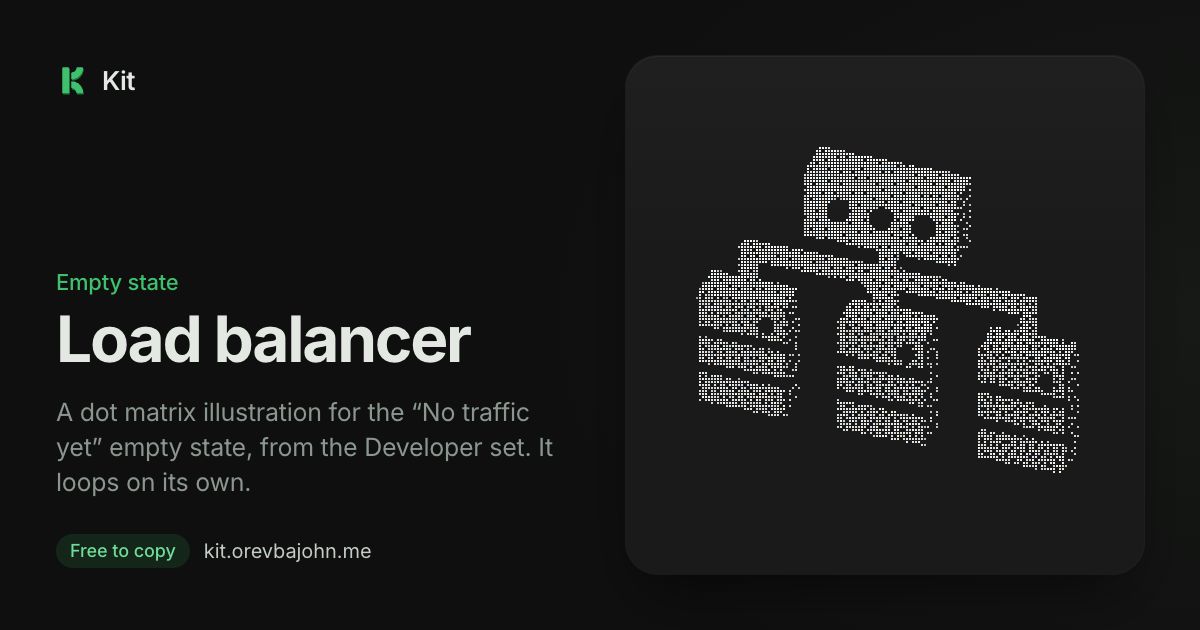 Kit
Empty state
Load balancer
A dot matrix illustration for the “No traffic
yet” empty state, from the Developer set. It
loops on its own.
Free to copy
kit.orevbajohn.me